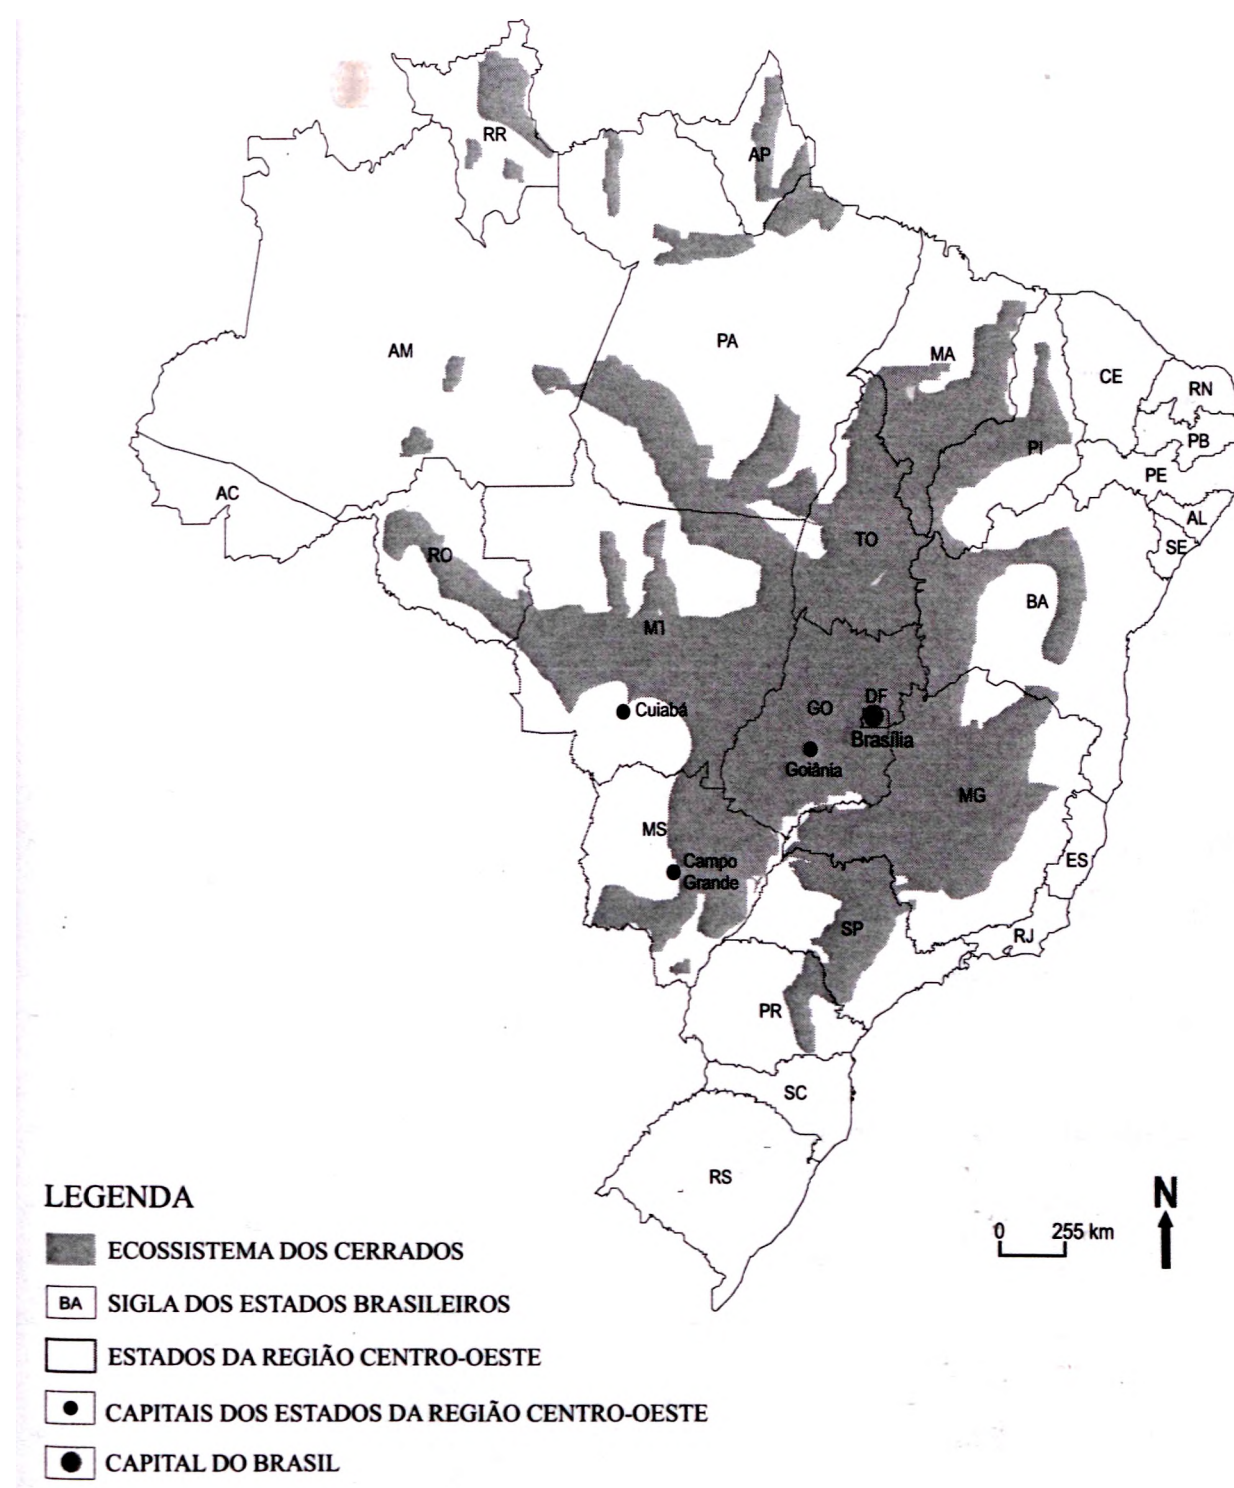 RR
AP
AM
PA
MA
CE
RN
PB
PI
PE
AC
AL
SE
TO
RO
BA
MT
Cuiabá
GO
DF
Brasília
Goiânia
MG
MS
Campo
Grande
ES
SP
RJ
PR
SC
RS
LEGENDA
ECOSSISTEMA DOS CERRADOS
BA SIGLA DOS ESTADOS BRASILEIROS
ESTADOS DA REGIÃO CENTRO-OESTE
CAPITAIS DOS ESTADOS DA REGIÃO CENTRO-OESTE
CAPITAL DO BRASIL
0 255 km
N